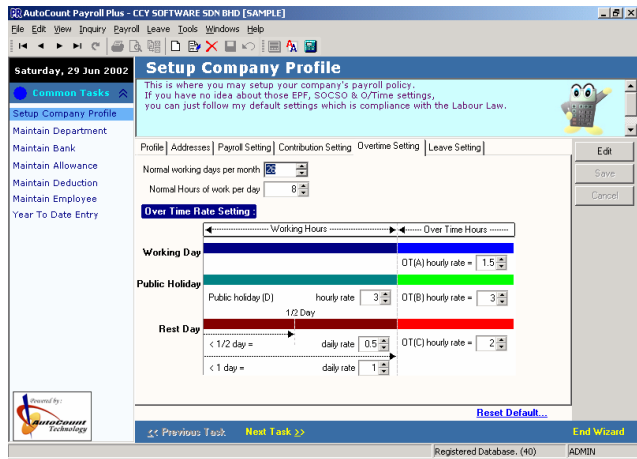 AutoCount Payroll Plus - CCY SOFTWARE SDN BHD [SAMPLE]
File Edit View Inquiry Payroll Leave Tools Windows Help
Saturday, 29 Jun 2002
Setup Company Profile
This is where you may setup your company's payroll policy.
If you have no idea about those EPF, SOCSO & O/Time settings,
you can just follow my default settings which is compliance with the Labour Law.
Common Tasks
Setup Company Profile
Maintain Department
Maintain Bank
Maintain Allowance
Maintain Deduction
Maintain Employee
Year To Date Entry
Profile Addresses Payroll Setting Contribution Setting Overtime Setting Leave Setting
Edit
Save
Cancel
Normal working days per month 26
Normal Hours of work per day 8
Over Time Rate Setting :
Working Hours Over Time Hours
Working Day
OT(A) hourly rate = 1.5
Public Holiday
Public holiday (D) hourly rate 3 OT(B) hourly rate = 3
1/2 Day
Rest Day
< 1/2 day = daily rate 0.5 OT(C) hourly rate = 2
< 1 day = daily rate 1
Reset Default...
Powered by:
AutoCount
Technology
<< Previous Task Next Task >> End Wizard
Registered Database. (40) ADMIN